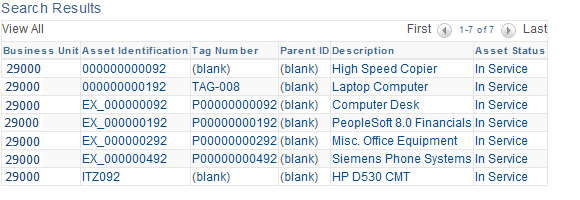 Search Results
View All First 1-7 of 7 Last
Business Unit Asset Identification Tag Number Parent ID Description Asset Status
29000 000000000092 (blank) (blank) High Speed Copier In Service
29000 000000000192 TAG-008 (blank) Laptop Computer In Service
29000 EX_000000092 P00000000092 (blank) Computer Desk In Service
29000 EX_000000192 P00000000192 (blank) PeopleSoft 8.0 Financials In Service
29000 EX_000000292 P00000000292 (blank) Misc. Office Equipment In Service
29000 EX_000000492 P00000000492 (blank) Siemens Phone Systems In Service
29000 ITZ092 (blank) (blank) HP D530 CMT In Service